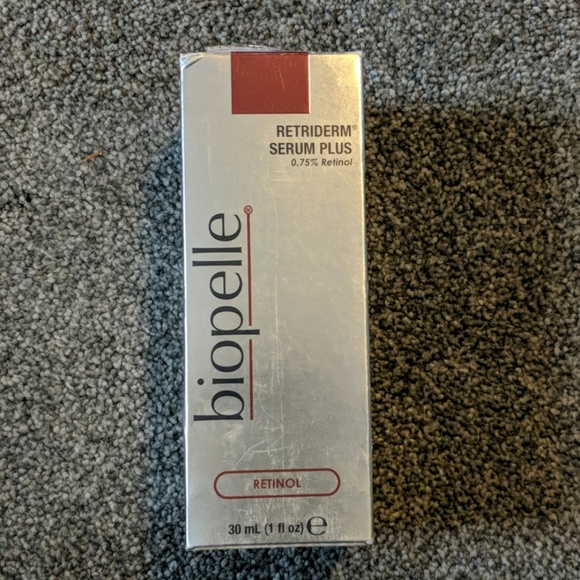 RETRIDERM®
SERUM PLUS
0.75% Retinol
biopelle®
RETINOL
30 mL (1 fl oz) ℮